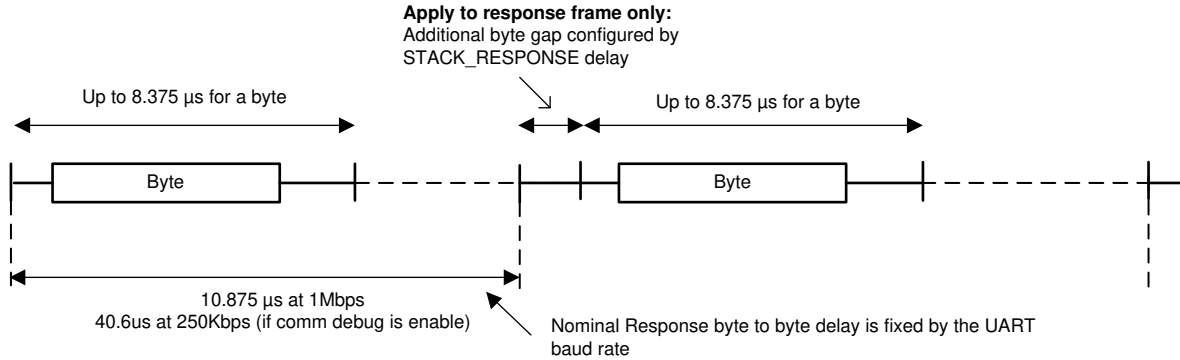 Apply to response frame only:
Additional byte gap configured by
STACK_RESPONSE delay
Up to 8.375 µs for a byte
Up to 8.375 µs for a byte
Byte
Byte
10.875 µs at 1Mbps
40.6us at 250Kbps (if comm debug is enable)
Nominal Response byte to byte delay is fixed by the UART
baud rate